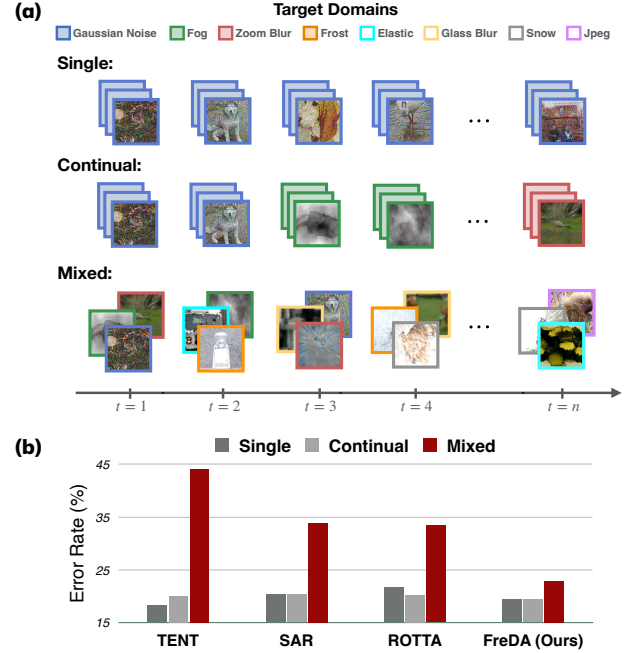 (a)
Target Domains
Gaussian Noise Fog Zoom Blur Frost Elastic Glass Blur Snow Jpeg
Single:
...
Continual:
...
Mixed:
...
t = 1 t = 2 t = 3 t = 4 t = n
(b)
Single Continual Mixed
Error Rate (%)
45
35
25
15
TENT SAR ROTTA FreDA (Ours)